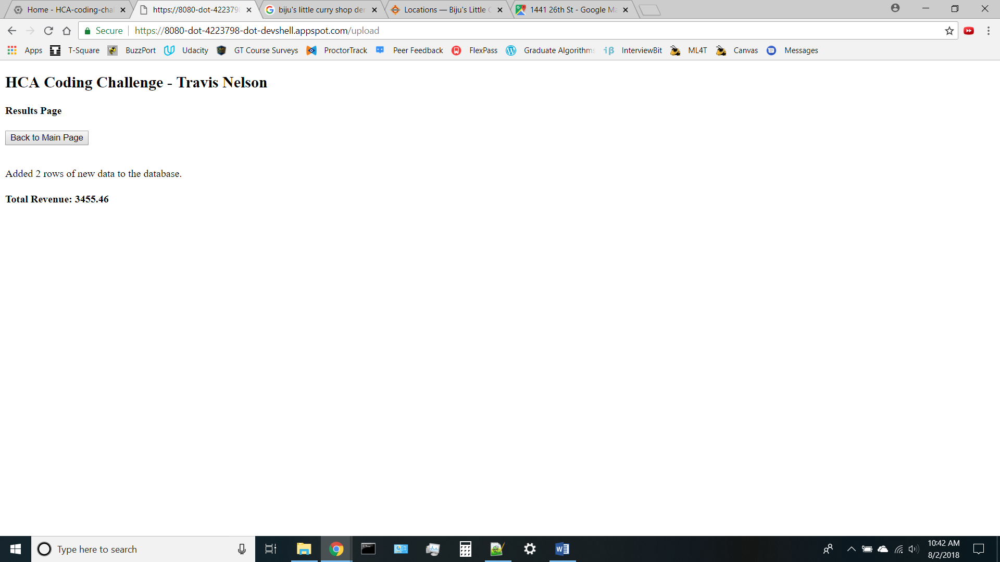 Home - HCA-coding-chal
https://8080-dot-4223798
biju's little curry shop der
Locations — Biju's Little C
1441 26th St - Google Ma
Secure
https://8080-dot-4223798-dot-devshell.appspot.com/upload
Apps
T-Square
BuzzPort
Udacity
GT Course Surveys
ProctorTrack
Peer Feedback
FlexPass
Graduate Algorithms
InterviewBit
ML4T
Canvas
Messages
HCA Coding Challenge - Travis Nelson
Results Page
Back to Main Page
Added 2 rows of new data to the database.
Total Revenue: 3455.46
Type here to search
10:42 AM
8/2/2018